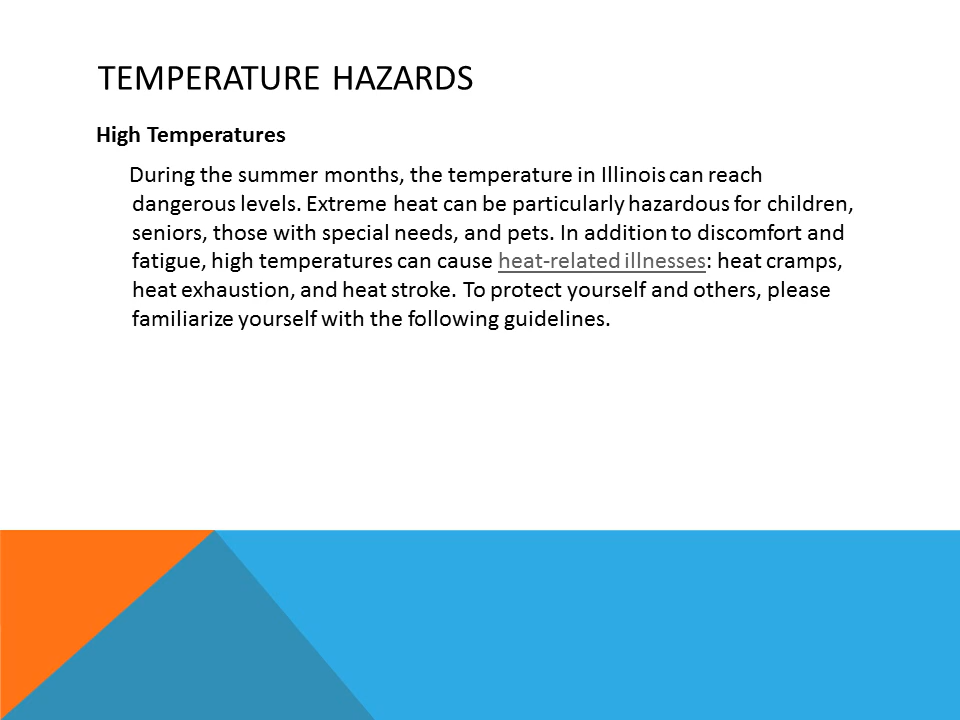 TEMPERATURE HAZARDS
High Temperatures
During the summer months, the temperature in Illinois can reach
dangerous levels. Extreme heat can be particularly hazardous for children,
seniors, those with special needs, and pets. In addition to discomfort and
fatigue, high temperatures can cause heat-related illnesses: heat cramps,
heat exhaustion, and heat stroke. To protect yourself and others, please
familiarize yourself with the following guidelines.